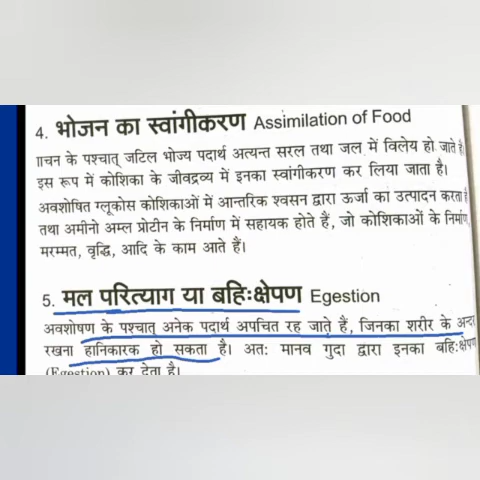 4. भोजन का स्वांगीकरण Assimilation of Food
पाचन के पश्चात् जटिल भोज्य पदार्थ अत्यन्त सरल तथा जल में विलेय हो जाते हैं।
इस रूप में कोशिका के जीवद्रव्य में इनका स्वांगीकरण कर लिया जाता है।
अवशोषित ग्लूकोस कोशिकाओं में आन्तरिक श्वसन द्वारा ऊर्जा का उत्पादन करता है
तथा अमीनो अम्ल प्रोटीन के निर्माण में सहायक होते हैं, जो कोशिकाओं के निर्माण,
मरम्मत, वृद्धि, आदि के काम आते हैं।
5. मल परित्याग या बहिःक्षेपण Egestion
अवशोषण के पश्चात् अनेक पदार्थ अपचित रह जाते हैं, जिनका शरीर के अन्दर
रखना हानिकारक हो सकता है। अतः मानव गुदा द्वारा इनका बहिःक्षेपण
(Egestion) कर देता है।